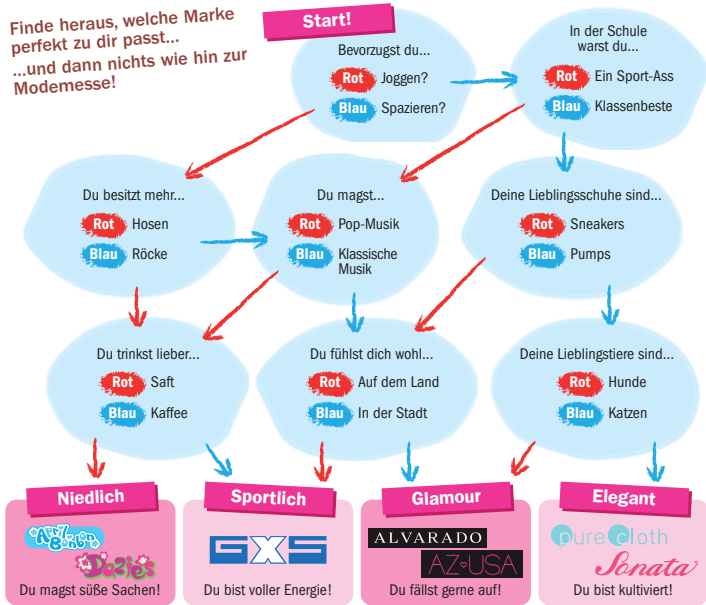 Finde heraus, welche Marke
perfekt zu dir passt...
...und dann nichts wie hin zur
Modemesse!
Start!
Bevorzugst du...
Rot Joggen?
Blau Spazieren?
In der Schule
warst du...
Rot Ein Sport-Ass
Blau Klassenbeste
Du besitzt mehr...
Rot Hosen
Blau Röcke
Du magst...
Rot Pop-Musik
Blau Klassische
Musik
Deine Lieblingsschuhe sind...
Rot Sneakers
Blau Pumps
Du trinkst lieber...
Rot Saft
Blau Kaffee
Du fühlst dich wohl...
Rot Auf dem Land
Blau In der Stadt
Deine Lieblingstiere sind...
Rot Hunde
Blau Katzen
Niedlich
April Bonbon
Dazies
Du magst süße Sachen!
Sportlich
GXS
Du bist voller Energie!
Glamour
ALVARADO
AZ♥USA
Du fällst gerne auf!
Elegant
pure cloth
Sonata
Du bist kultiviert!